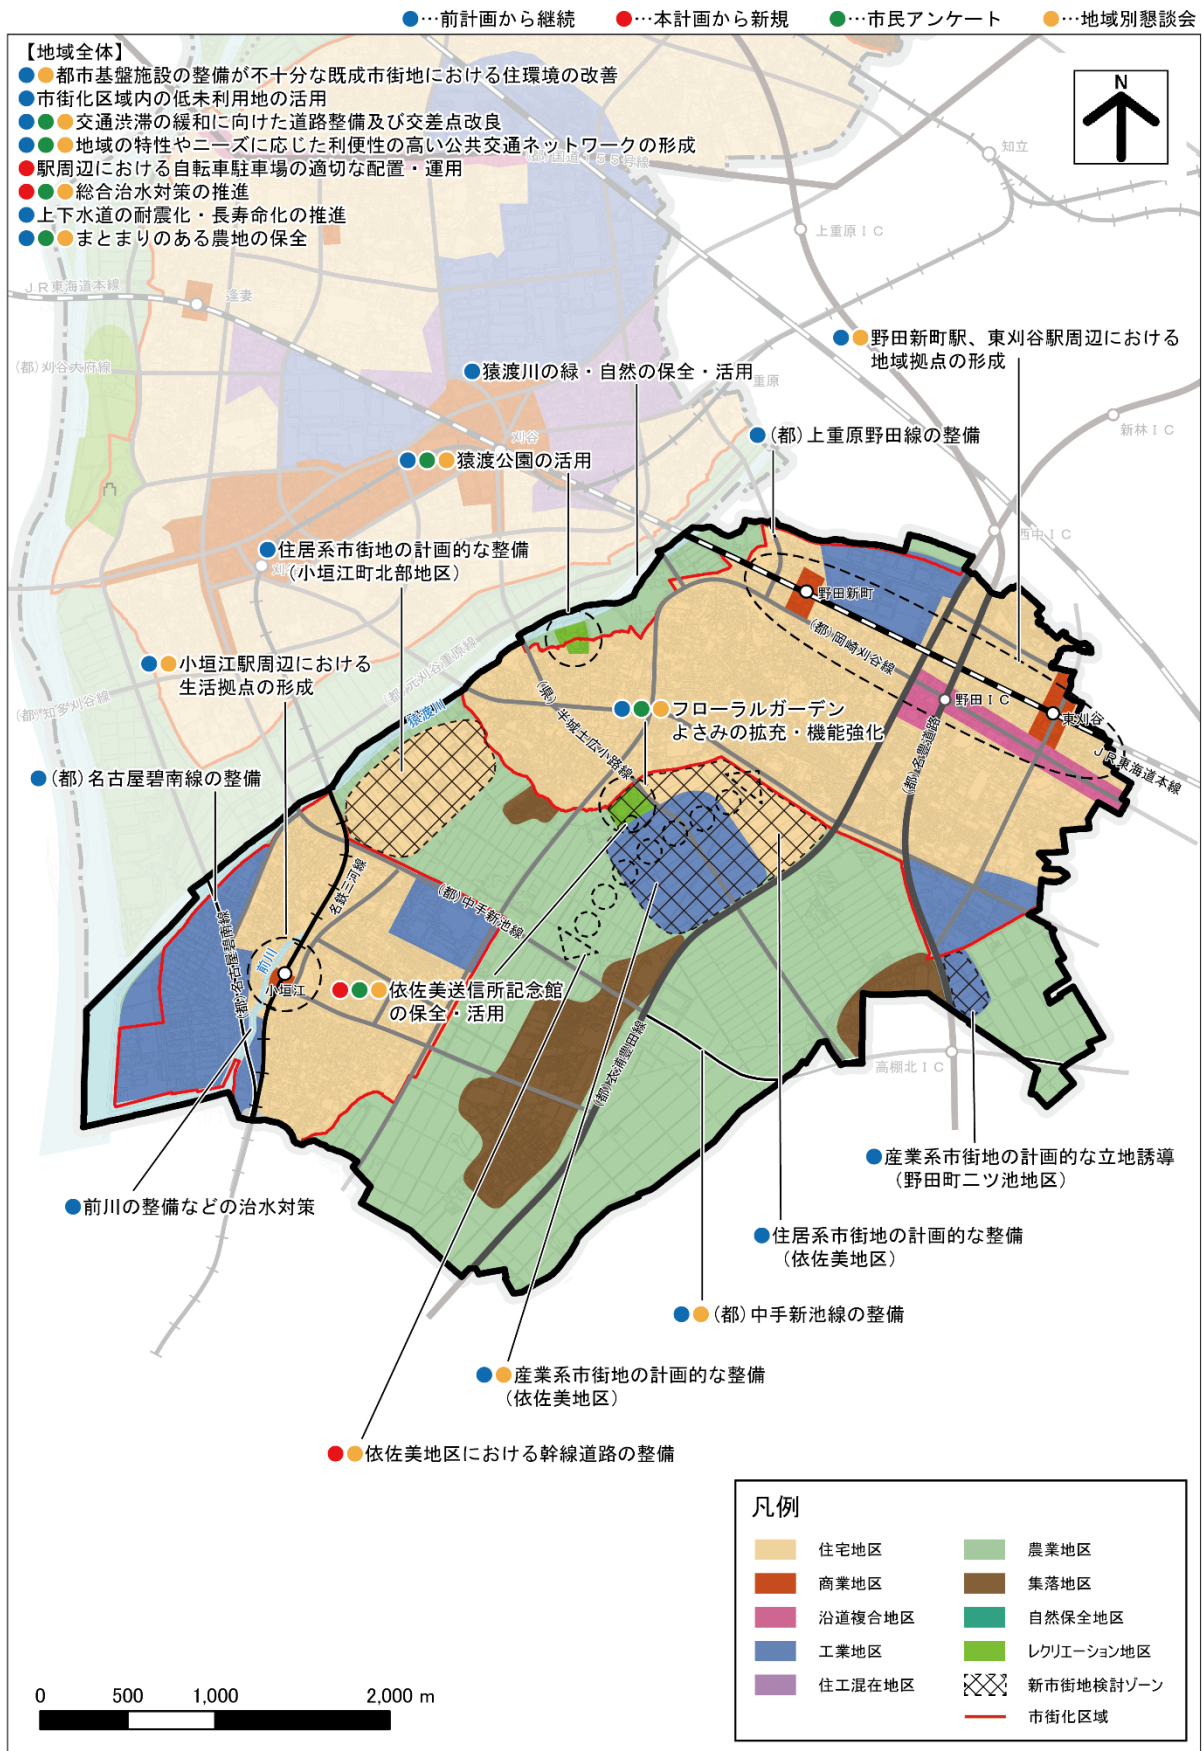 ●…前計画から継続 ●…本計画から新規 ●…市民アンケート ●…地域別懇談会
【地域全体】
●●都市基盤施設の整備が不十分な既成市街地における住環境の改善
●市街化区域内の低未利用地の活用
●●●交通渋滞の緩和に向けた道路整備及び交差点改良
●●●地域の特性やニーズに応じた利便性の高い公共交通ネットワークの形成
●駅周辺における自転車駐車場の適切な配置・運用
●●●総合治水対策の推進
●上下水道の耐震化・長寿命化の推進
●●●まとまりのある農地の保全
N
(都)国道155号線
知立
上重原IC
JR東海道本線
逢妻
(都)刈谷大府線
●●野田新町駅、東刈谷駅周辺における
地域拠点の形成
●猿渡川の緑・自然の保全・活用
重原
新林IC
刈谷
●(都)上重原野田線の整備
●●●猿渡公園の活用
西中IC
●住居系市街地の計画的な整備
(小垣江町北部地区)
野田新町
(都)岡崎刈谷線
●●小垣江駅周辺における
生活拠点の形成
(都)元刈谷重原線
(都)知多刈谷線
猿渡川
(県)半城土広小路線
●●●フローラルガーデン
よさみの拡充・機能強化
野田IC
東刈谷
(都)名豊道路
JR東海道本線
●(都)名古屋碧南線の整備
名鉄三河線
(都)中手新池線
(都)名古屋碧南線
前川
小垣江
●●●依佐美送信所記念館
の保全・活用
(都)衣浦豊田線
高棚北IC
●産業系市街地の計画的な立地誘導
(野田町二ツ池地区)
●前川の整備などの治水対策
●住居系市街地の計画的な整備
(依佐美地区)
●●(都)中手新池線の整備
●●産業系市街地の計画的な整備
(依佐美地区)
●●依佐美地区における幹線道路の整備
凡例
住宅地区
商業地区
沿道複合地区
工業地区
住工混在地区
農業地区
集落地区
自然保全地区
レクリエーション地区
新市街地検討ゾーン
市街化区域
0 500 1,000 2,000 m